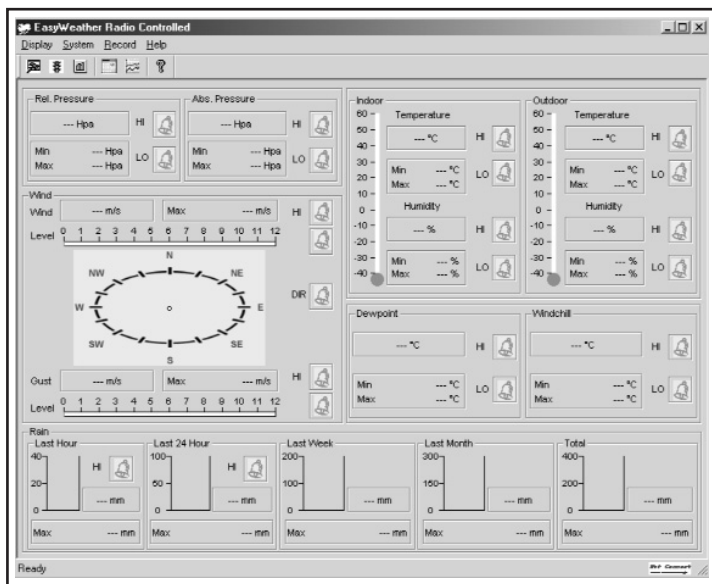 EasyWeather Radio Controlled
Display System Record Help
Rel. Pressure
--- Hpa
HI
Min --- Hpa
Max --- Hpa
LO
Abs. Pressure
--- Hpa
HI
Min --- Hpa
Max --- Hpa
LO
Wind
Wind --- m/s Max --- m/s HI
Level 0 1 2 3 4 5 6 7 8 9 10 11 12
N
NW NE
W E
SW SE
S
DIR
Gust --- m/s Max --- m/s HI
Level 0 1 2 3 4 5 6 7 8 9 10 11 12
Indoor
60
50
40
30
20
10
0
-10
-20
-30
-40
Temperature
--- °C
HI
Min --- °C
Max --- °C
LO
Humidity
--- %
HI
Min --- %
Max --- %
LO
Outdoor
60
50
40
30
20
10
0
-10
-20
-30
-40
Temperature
--- °C
HI
Min --- °C
Max --- °C
LO
Humidity
--- %
HI
Min --- %
Max --- %
LO
Dewpoint
--- °C
HI
Min --- °C
Max --- °C
LO
Windchill
--- °C
HI
Min --- °C
Max --- °C
LO
Rain
Last Hour
40
20
0
HI
--- mm
Max --- mm
Last 24 Hour
100
50
0
HI
--- mm
Max --- mm
Last Week
200
100
0
--- mm
Max --- mm
Last Month
300
150
0
--- mm
Max --- mm
Total
400
200
0
--- mm
Max --- mm
Ready